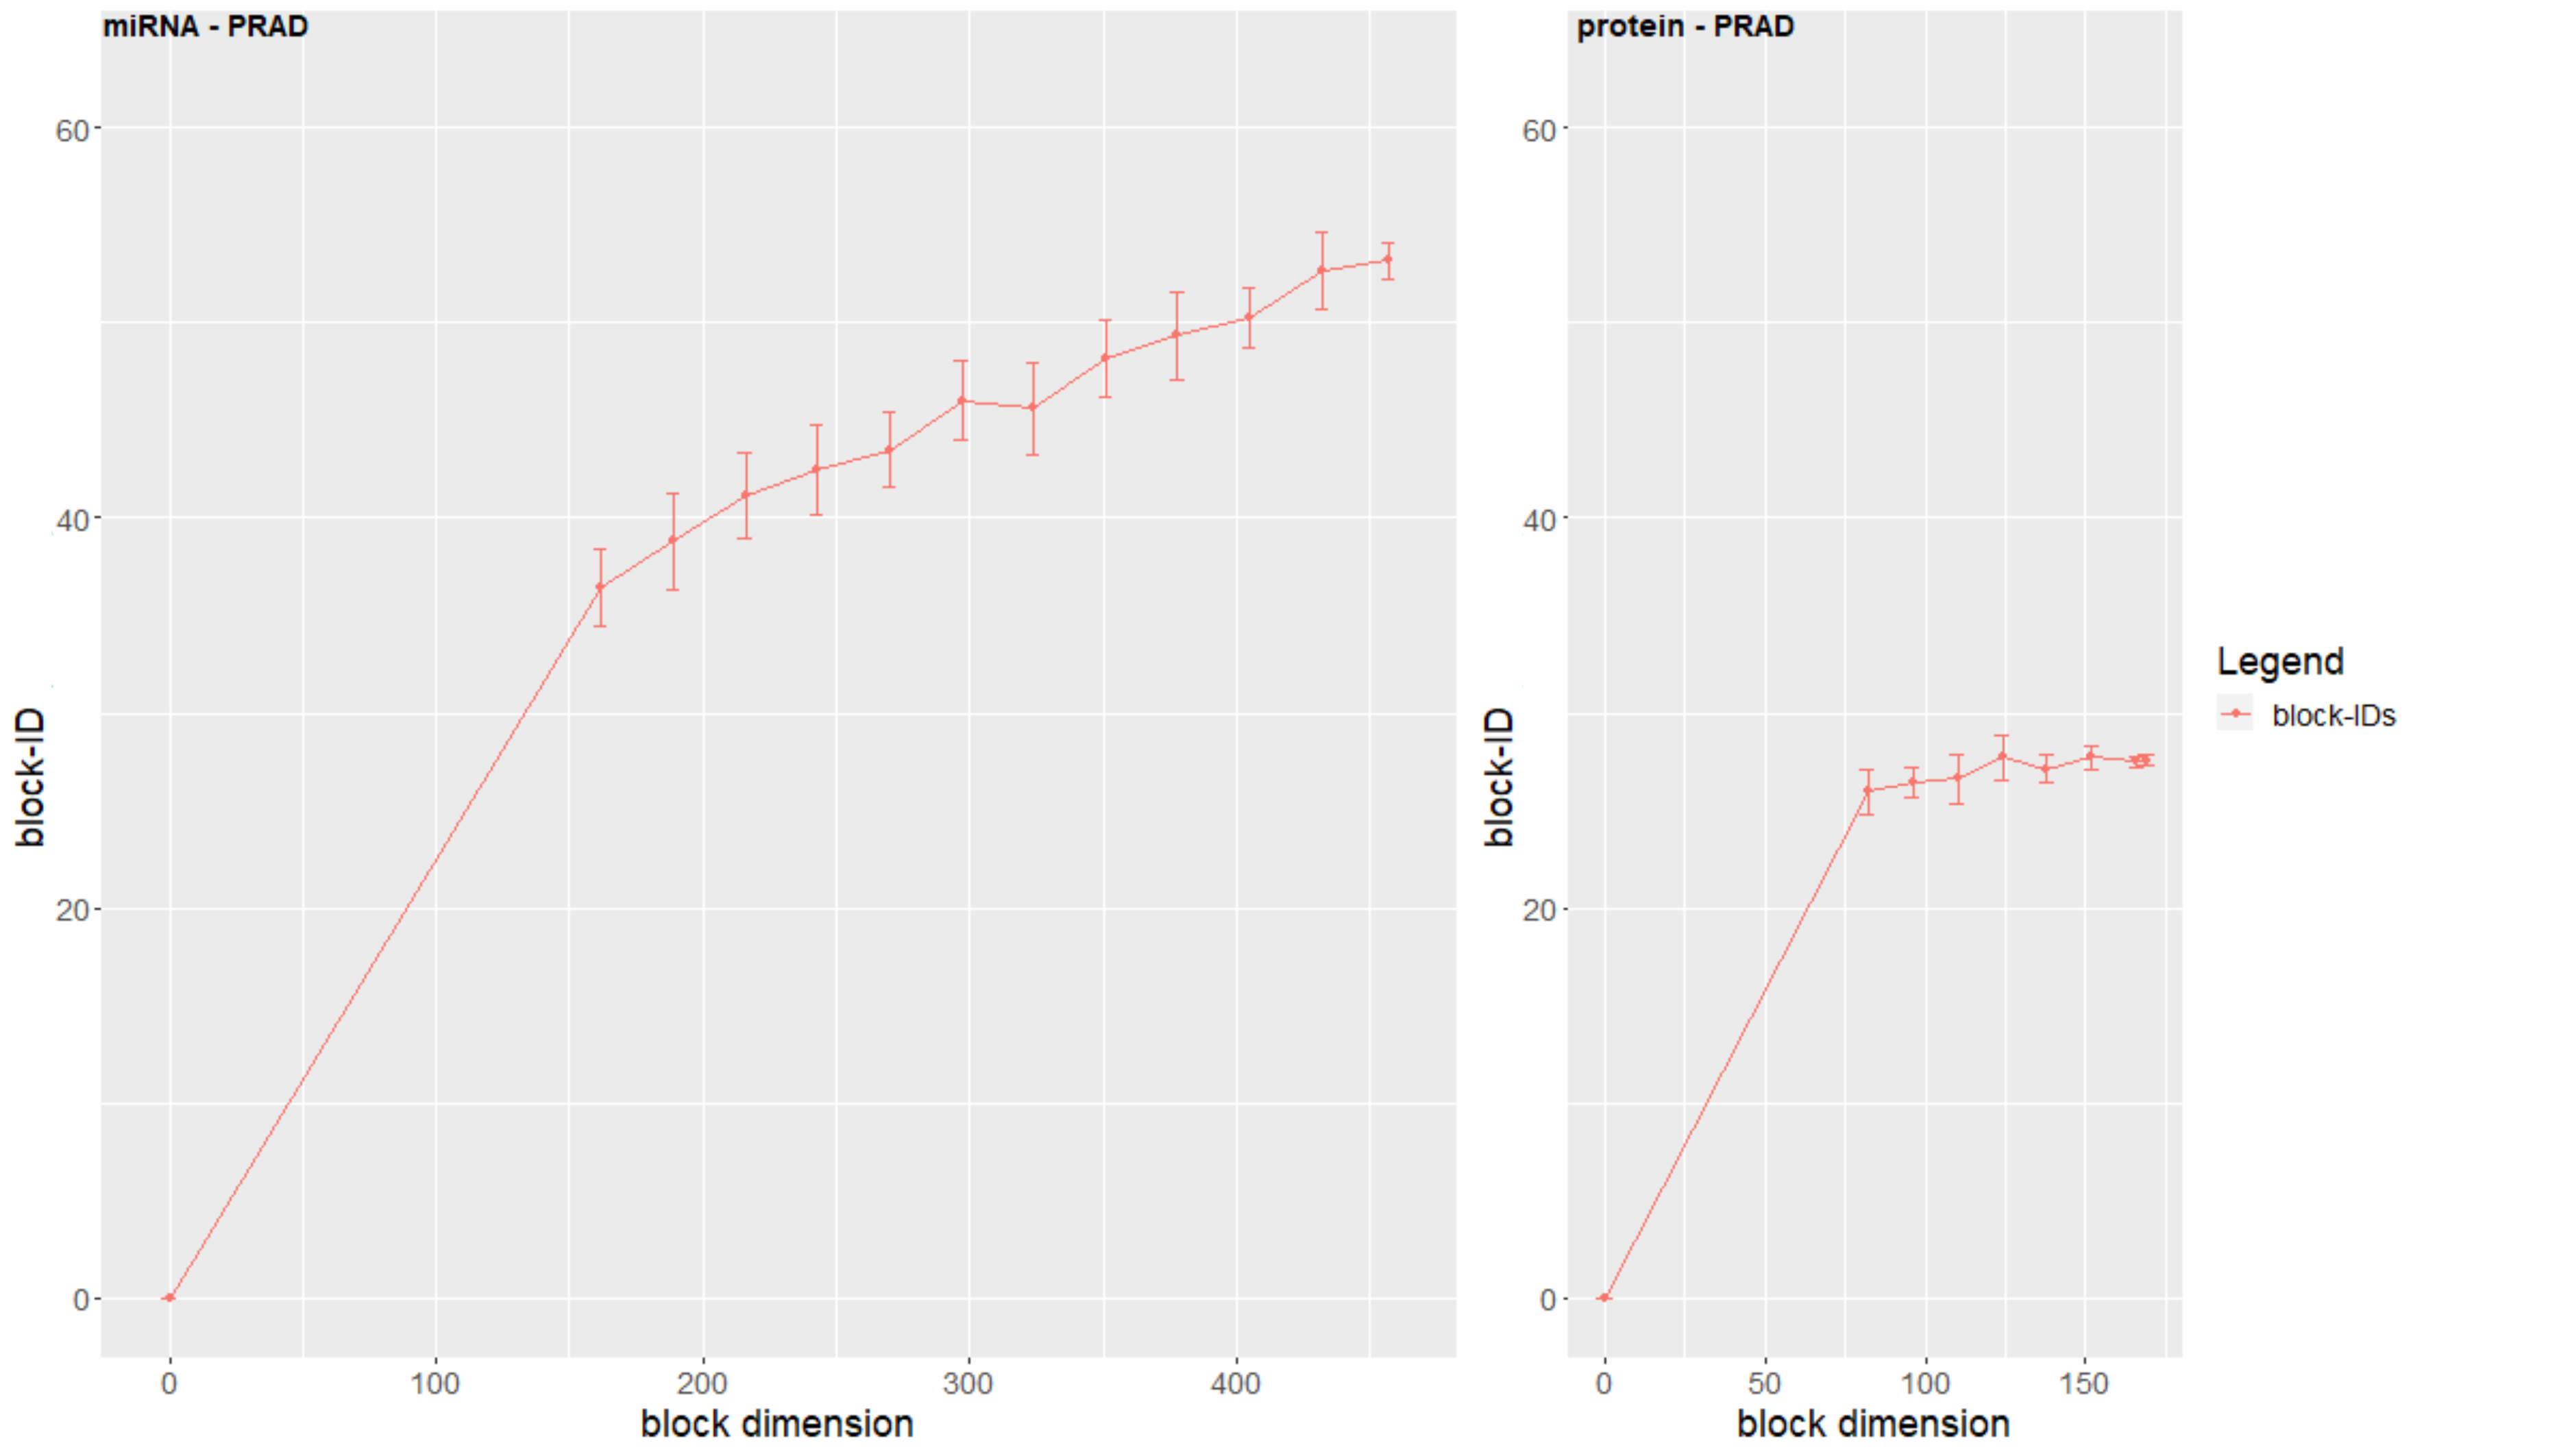 miRNA - PRAD
60
40
20
0
block-ID
0 100 200 300 400
block dimension
protein - PRAD
60
40
20
0
block-ID
0 50 100 150
block dimension
Legend
block-IDs